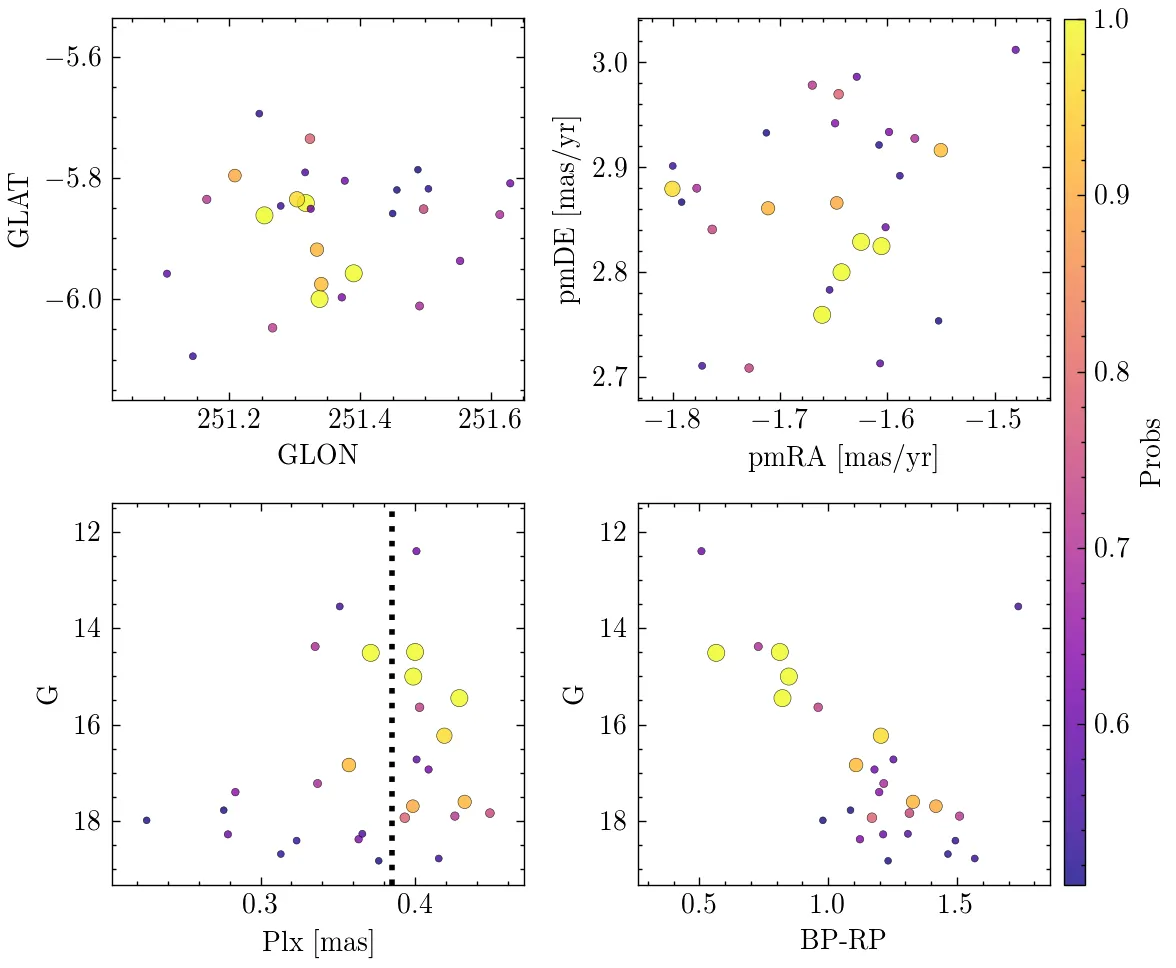 −5.6
−5.8
−6.0
GLAT
251.2 251.4 251.6
GLON
3.0
2.9
2.8
2.7
pmDE [mas/yr]
−1.8 −1.7 −1.6 −1.5
pmRA [mas/yr]
12
14
16
18
G
0.3 0.4
Plx [mas]
12
14
16
18
G
0.5 1.0 1.5
BP-RP
1.0
0.9
0.8
0.7
0.6
Probs